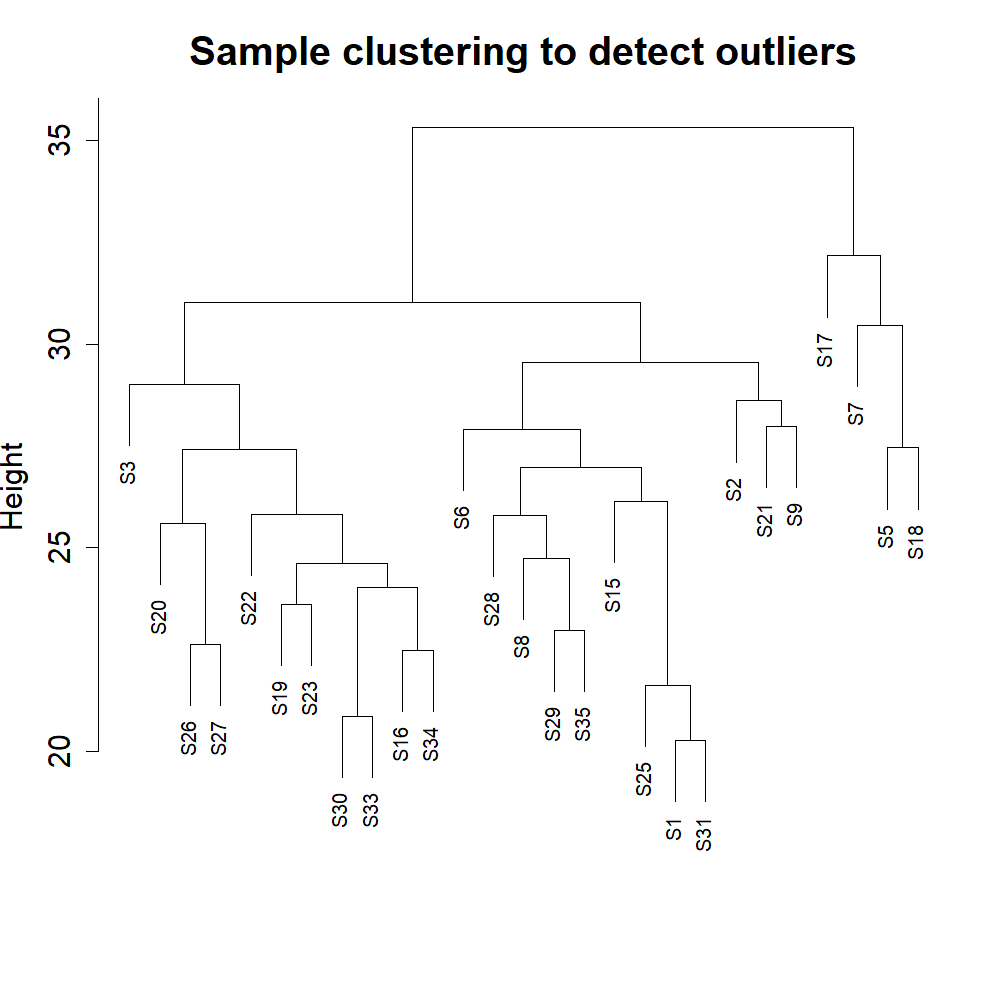 Sample clustering to detect outliers
Height
35
30
25
20
S3
S20
S26
S27
S22
S19
S23
S30
S33
S16
S34
S6
S28
S8
S29
S35
S15
S25
S1
S31
S2
S21
S9
S17
S7
S5
S18